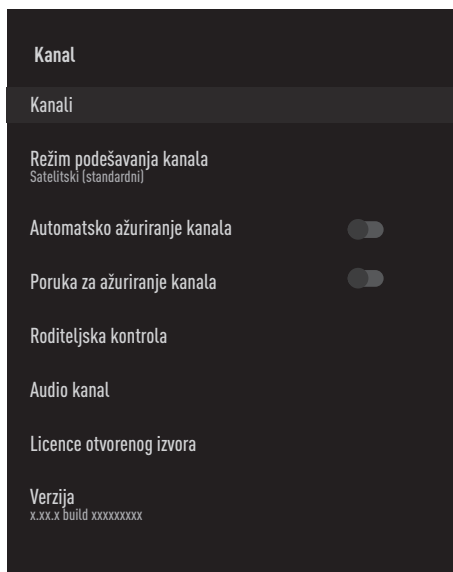 Kanal
Kanali
Režim podešavanja kanala
Satelitski (standardni)
Automatsko ažuriranje kanala
Poruka za ažuriranje kanala
Roditeljska kontrola
Audio kanal
Licence otvorenog izvora
Verzija
x.xx.x build xxxxxxxxx